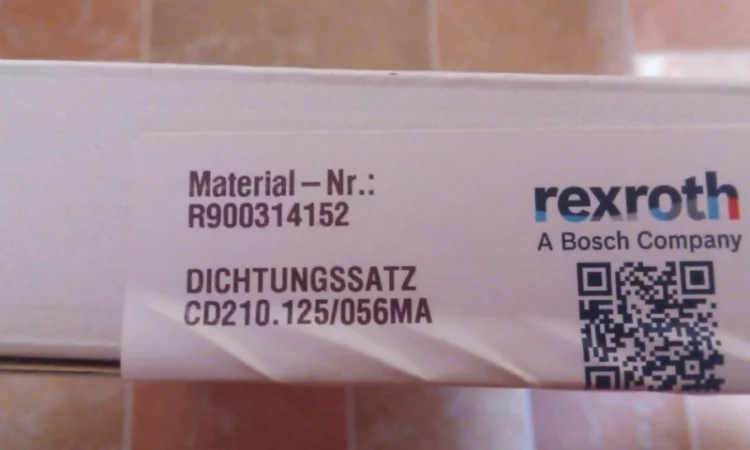 Material – Nr.:
R900314152
DICHTUNGSSATZ
CD210.125/056MA
rexroth
A Bosch Company